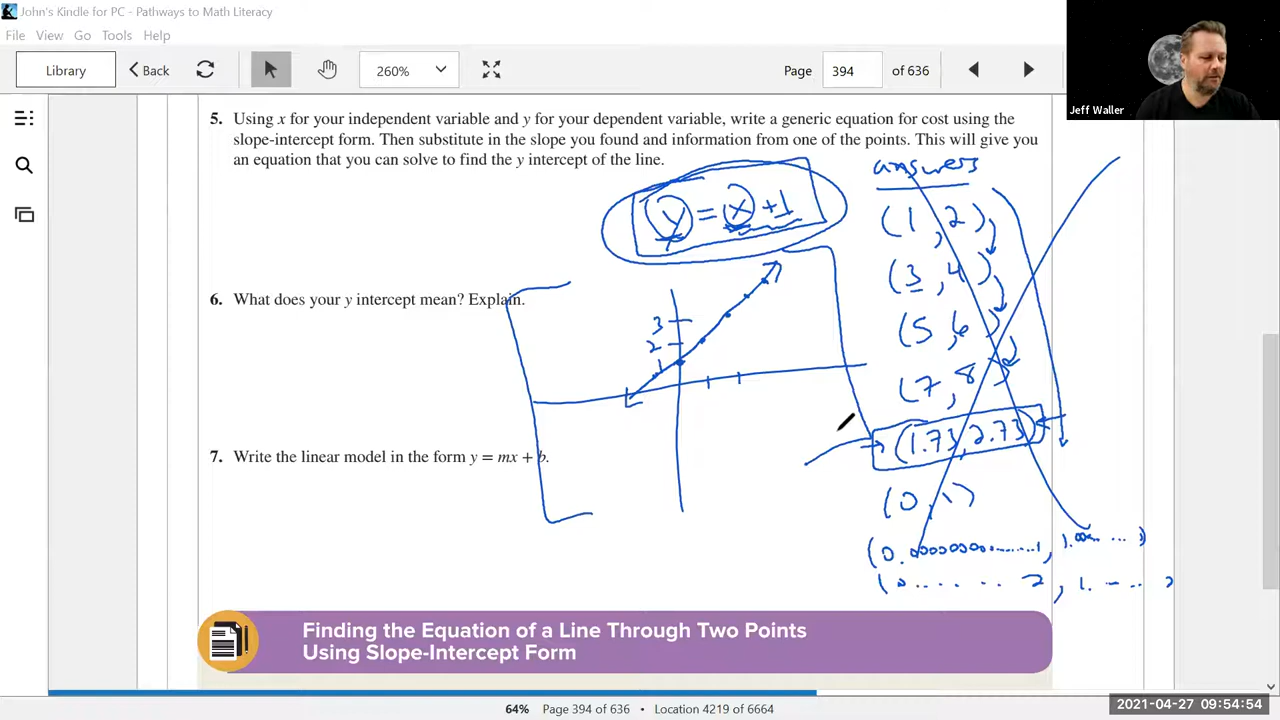 John's Kindle for PC - Pathways to Math Literacy
File View Go Tools Help
Library Back 260% Page 394 of 636
Jeff Waller
5. Using x for your independent variable and y for your dependent variable, write a generic equation for cost using the
slope-intercept form. Then substitute in the slope you found and information from one of the points. This will give you
an equation that you can solve to find the y intercept of the line.
answers
y = x + 1
(1, 2)
(3, 4)
(5, 6)
(7, 8)
(1.73, 2.73)
(0, 1)
6. What does your y intercept mean? Explain.
3
2
1
7. Write the linear model in the form y = mx + b.
Finding the Equation of a Line Through Two Points
Using Slope-Intercept Form
64% Page 394 of 636 • Location 4219 of 6664
2021-04-27 09:54:54